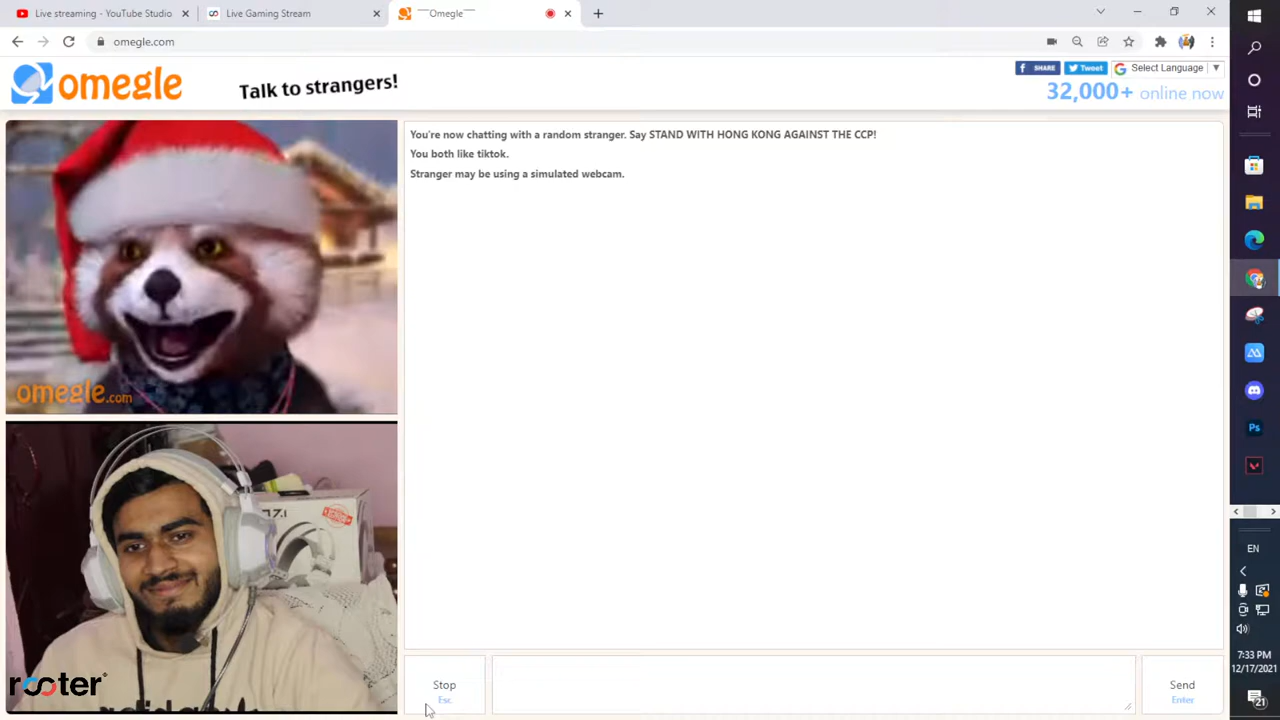 Live streaming - YouTube Studio
Live Gaming Stream
Omegle
omegle.com
omegle
Talk to strangers!
SHARE
Tweet
Select Language
32,000+ online now
You're now chatting with a random stranger. Say STAND WITH HONG KONG AGAINST THE CCP!
You both like tiktok.
Stranger may be using a simulated webcam.
omegle.com
rooter
Stop
Esc
Send
Enter
Ps
EN
7:33 PM
12/17/2021
21